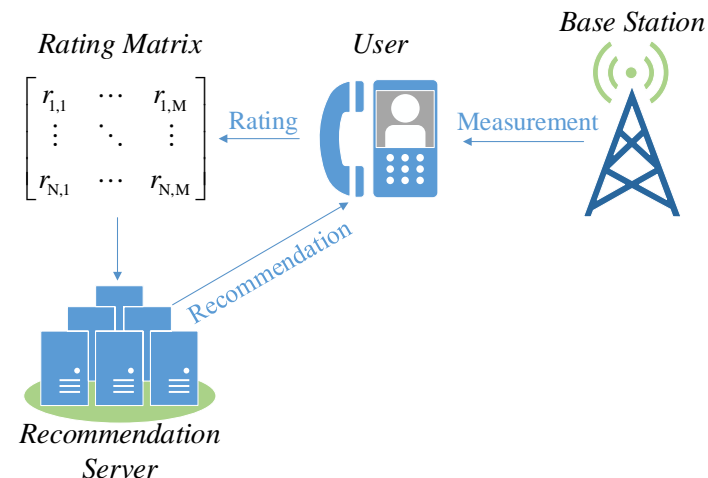 Base Station
Rating Matrix
User
r1,1 ⋯ r1,M
⋮ ⋱ ⋮
rN,1 ⋯ rN,M
Rating
Measurement
Recommendation
Recommendation
Server